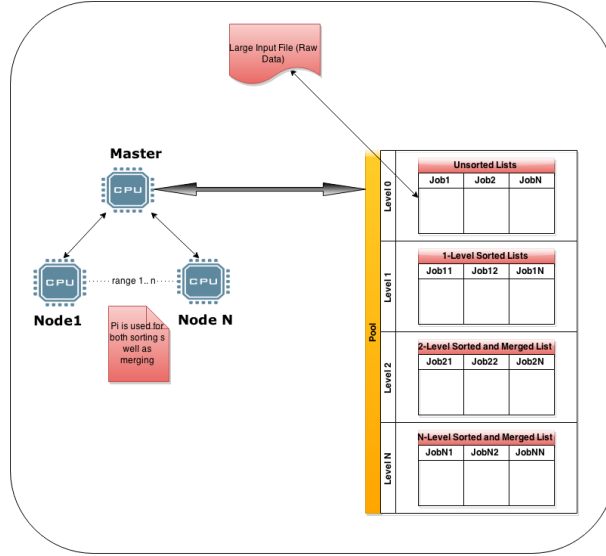 Large Input File (Raw
Data)
Master
CPU
CPU
CPU
range 1.. n
Node1
Node N
Pi is used for
both sorting s
well as
merging
Pool
Level 0
Unsorted Lists
Job1 Job2 JobN
Level 1
1-Level Sorted Lists
Job11 Job12 Job1N
Level 2
2-Level Sorted and Merged List
Job21 Job22 Job2N
Level N
N-Level Sorted and Merged List
JobN1 JobN2 JobNN